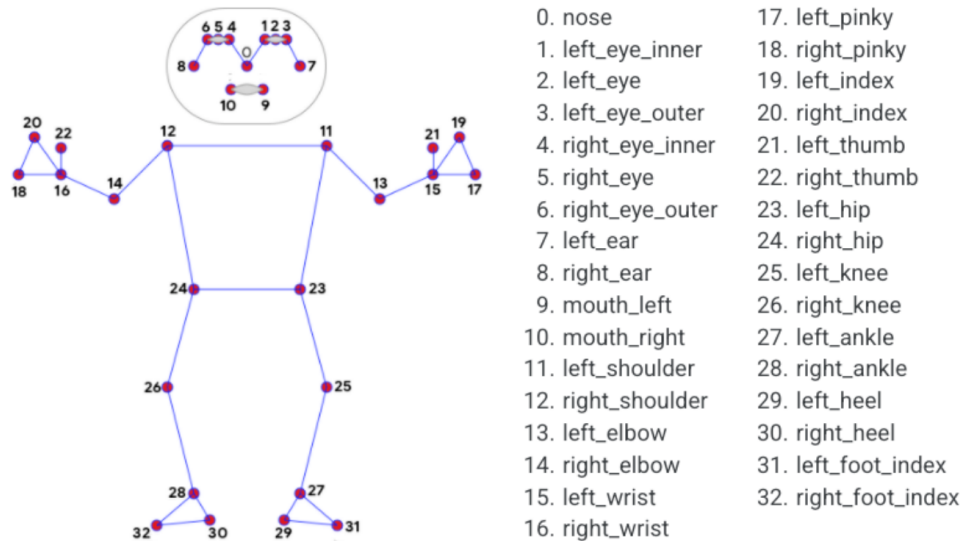 6 5 4 1 2 3
0
8 7
10 9
20 22 12 11 21 19
18 16 14 13 15 17
24 23
26 25
28 27
32 30 29 31
0. nose
1. left_eye_inner
2. left_eye
3. left_eye_outer
4. right_eye_inner
5. right_eye
6. right_eye_outer
7. left_ear
8. right_ear
9. mouth_left
10. mouth_right
11. left_shoulder
12. right_shoulder
13. left_elbow
14. right_elbow
15. left_wrist
16. right_wrist
17. left_pinky
18. right_pinky
19. left_index
20. right_index
21. left_thumb
22. right_thumb
23. left_hip
24. right_hip
25. left_knee
26. right_knee
27. left_ankle
28. right_ankle
29. left_heel
30. right_heel
31. left_foot_index
32. right_foot_index